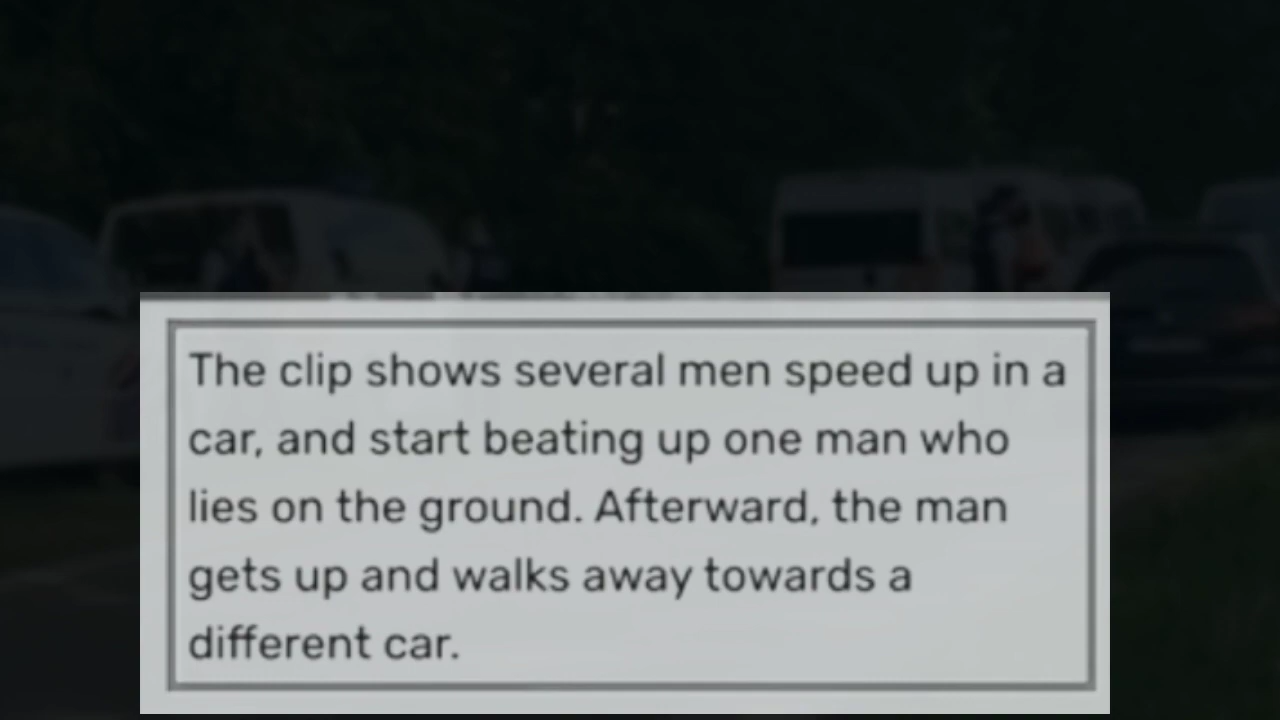 The clip shows several men speed up in a
car, and start beating up one man who
lies on the ground. Afterward, the man
gets up and walks away towards a
different car.